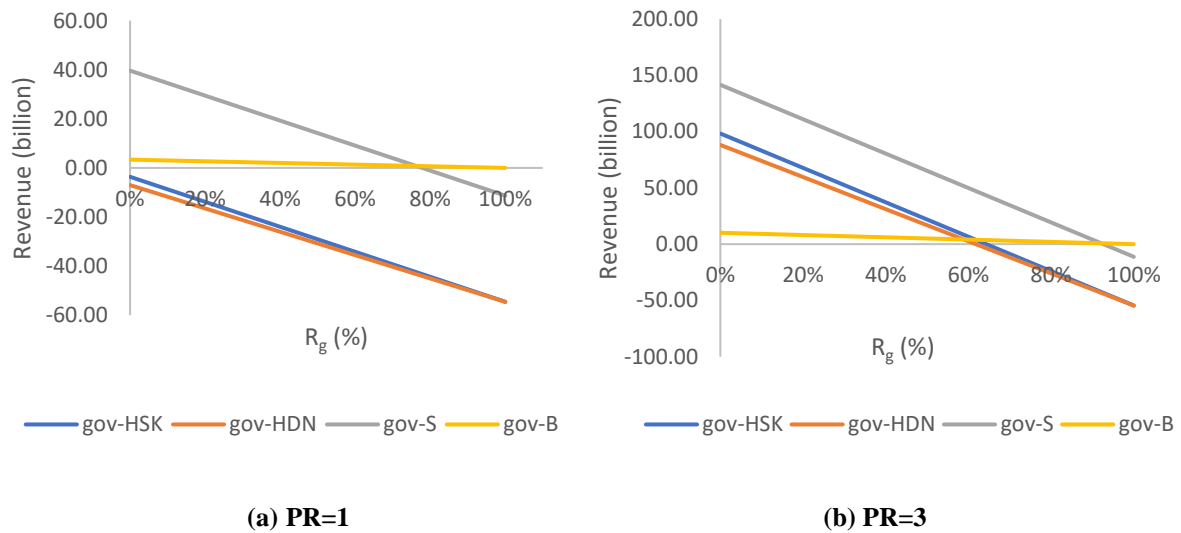 60.00
40.00
20.00
0.00
-20.00
-40.00
-60.00
0% 20% 40% 60% 80% 100%
Revenue (billion)
Rg (%)
gov-HSK gov-HDN gov-S gov-B
(a) PR=1
200.00
150.00
100.00
50.00
0.00
-50.00
-100.00
0% 20% 40% 60% 80% 100%
Revenue (billion)
Rg (%)
gov-HSK gov-HDN gov-S gov-B
(b) PR=3